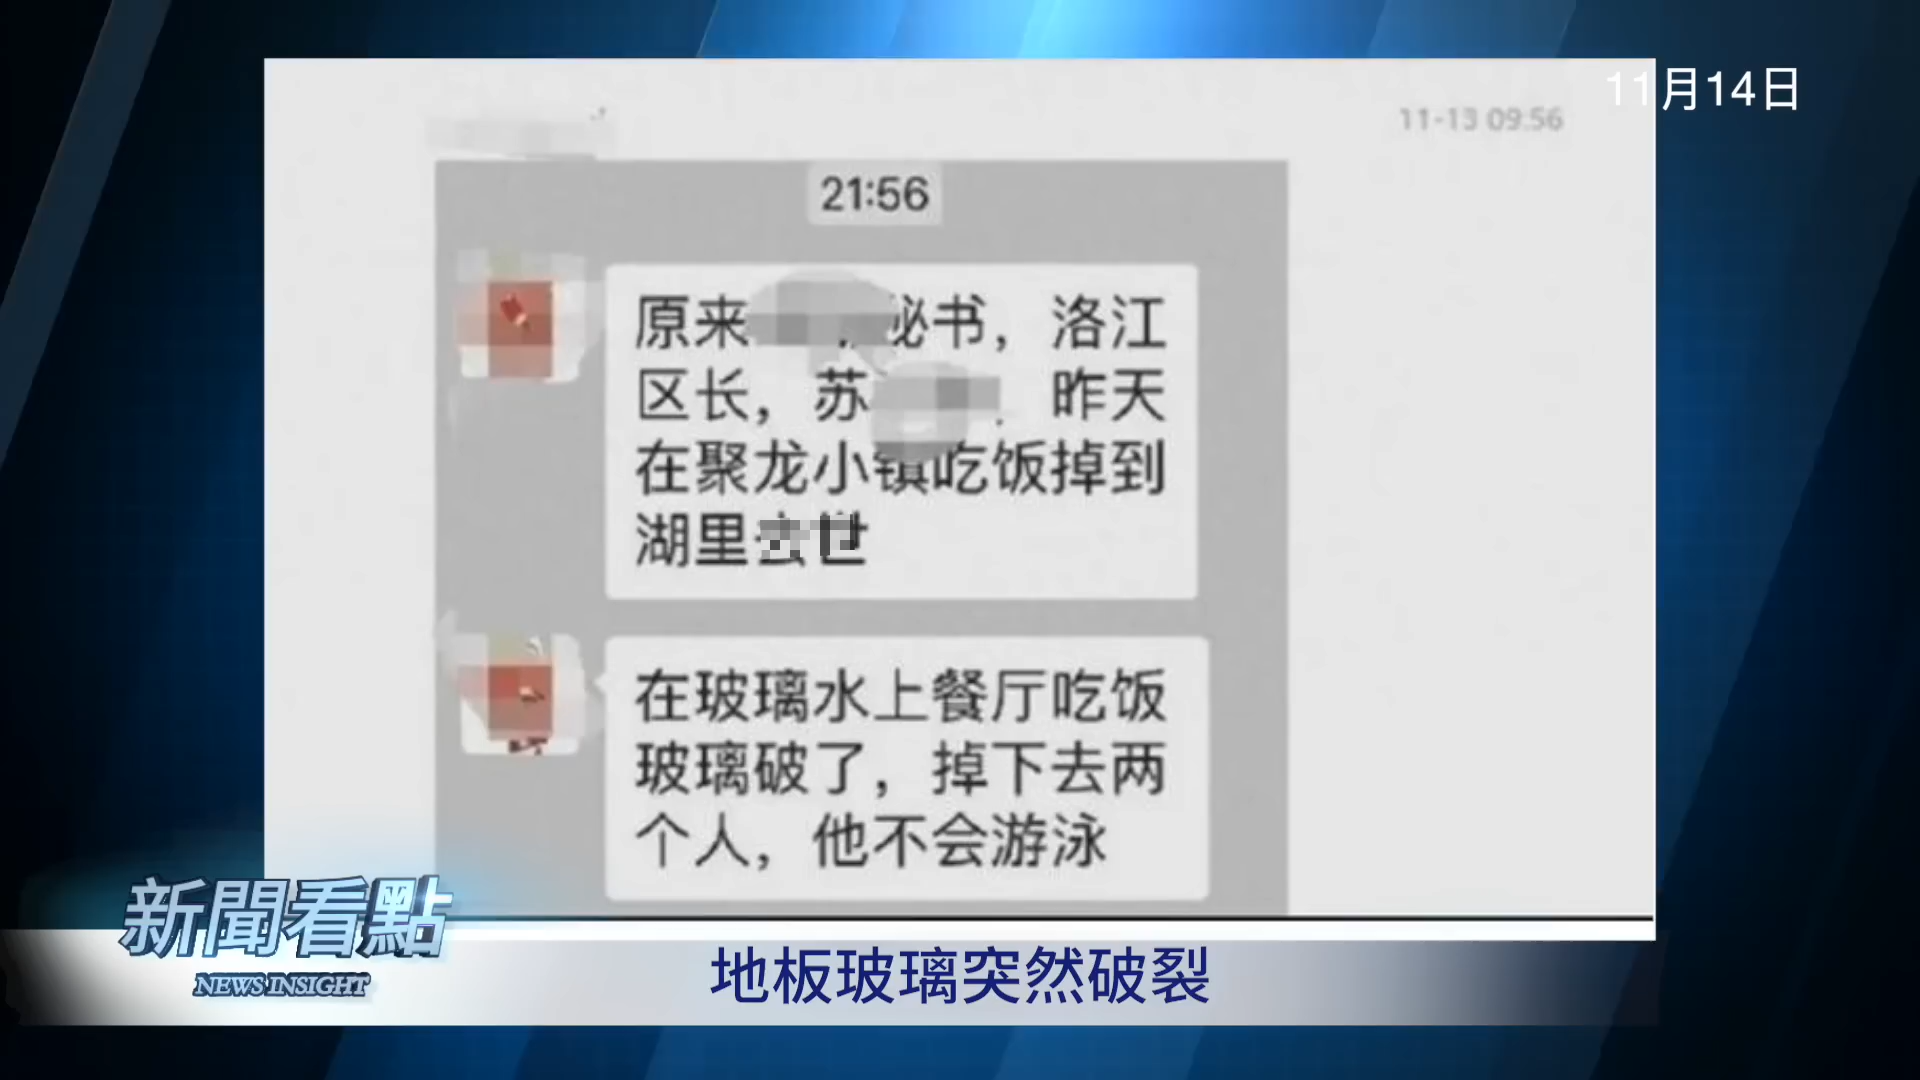 11月14日
11-13 09:56
21:56
原来 秘书，洛江
区长，苏 昨天
在聚龙小镇吃饭掉到
湖里去世
在玻璃水上餐厅吃饭
玻璃破了，掉下去两
个人，他不会游泳
新聞看點
NEWS INSIGHT
地板玻璃突然破裂